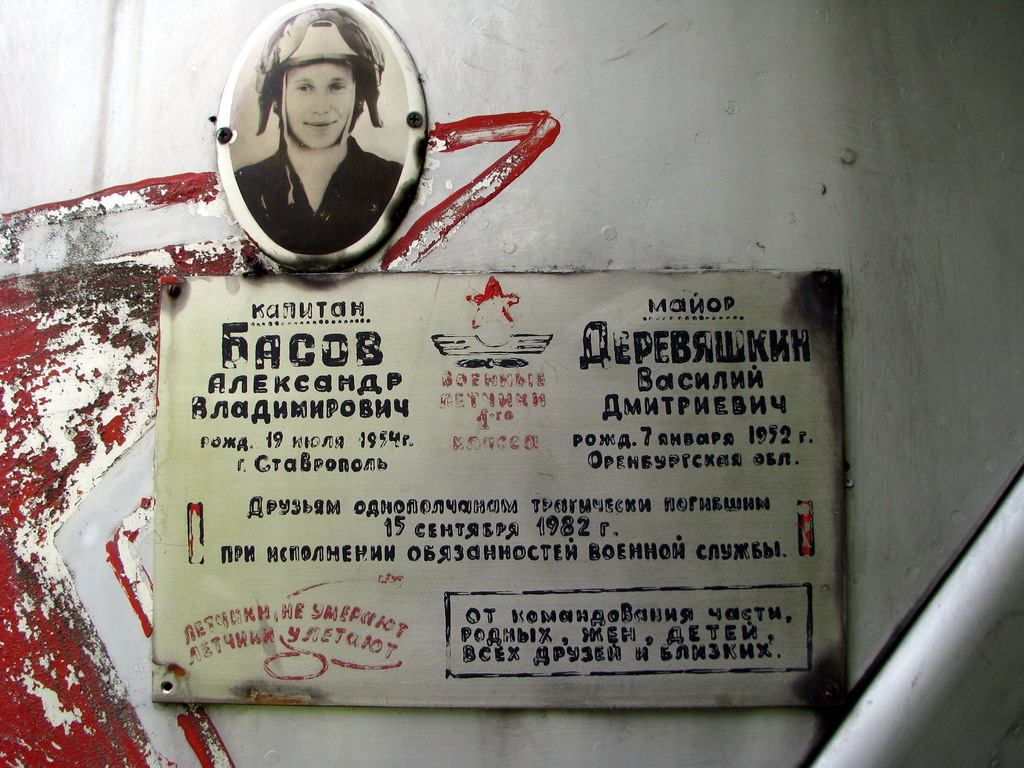 КАПИТАН
БАСОВ
АЛЕКСАНДР
ВЛАДИМИРОВИЧ
РОЖД. 19 ИЮЛЯ 1954г.
г. СТАВРОПОЛЬ
ВОЕННЫЕ
ЛЕТЧИКИ
1-го
КЛАССА
МАЙОР
ДЕРЕВЯШКИН
ВАСИЛИЙ
ДМИТРИЕВИЧ
РОЖД. 7 ЯНВАРЯ 1952 г.
ОРЕНБУРГСКАЯ ОБЛ.
ДРУЗЬЯМ ОДНОПОЛЧАНАМ ТРАГИЧЕСКИ ПОГИБШИМ
15 СЕНТЯБРЯ 1982 г.
ПРИ ИСПОЛНЕНИИ ОБЯЗАННОСТЕЙ ВОЕННОЙ СЛУЖБЫ.
ЛЕТЧИКИ НЕ УМЕРАЮТ
ЛЕТЧИКИ УЛЕТАЮТ
ОТ КОМАНДОВАНИЯ ЧАСТИ,
РОДНЫХ, ЖЕН, ДЕТЕЙ,
ВСЕХ ДРУЗЕЙ И БЛИЗКИХ.